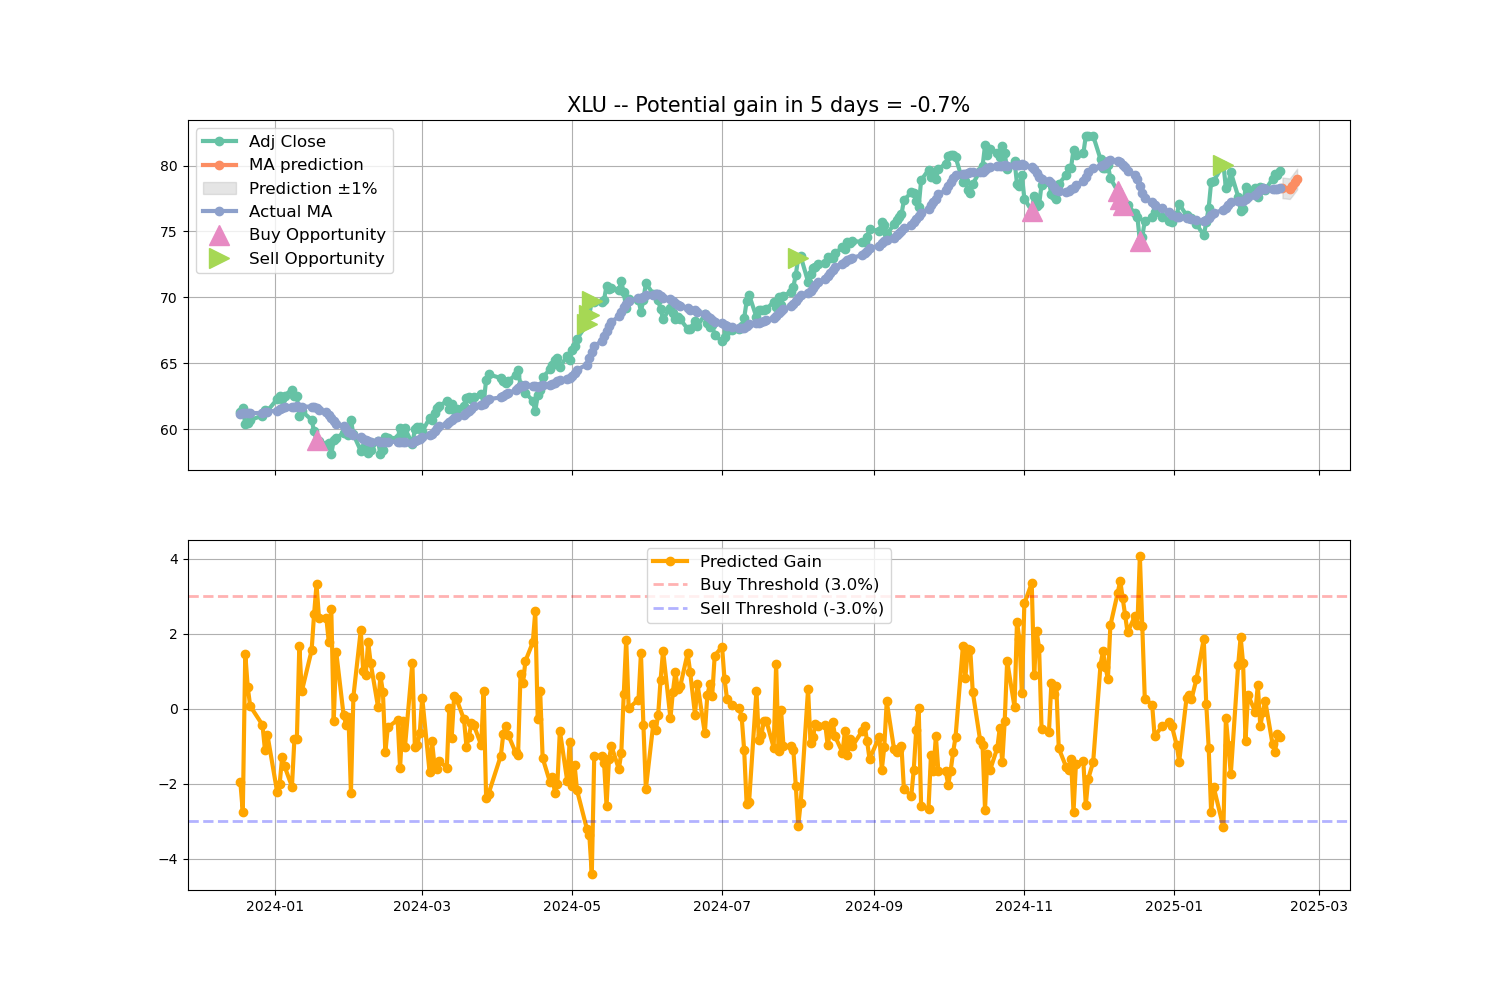 XLU -- Potential gain in 5 days = -0.7%
Adj Close
MA prediction
Prediction ±1%
Actual MA
Buy Opportunity
Sell Opportunity
80
75
70
65
60
Predicted Gain
Buy Threshold (3.0%)
Sell Threshold (-3.0%)
4
2
0
−2
−4
2024-01 2024-03 2024-05 2024-07 2024-09 2024-11 2025-01 2025-03